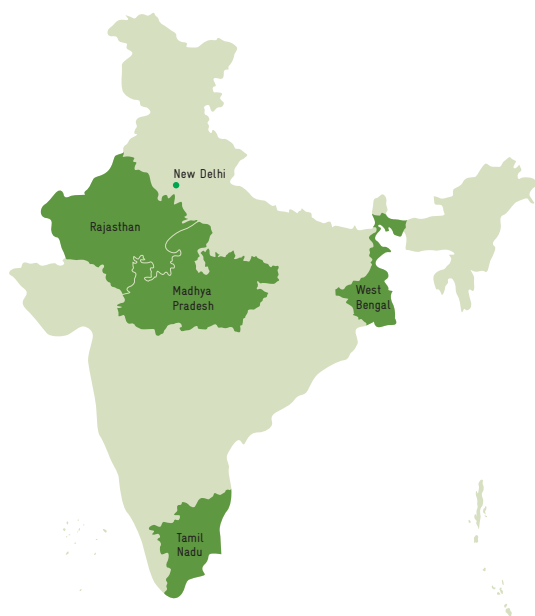 New Delhi
Rajasthan
Madhya
Pradesh
West
Bengal
Tamil
Nadu